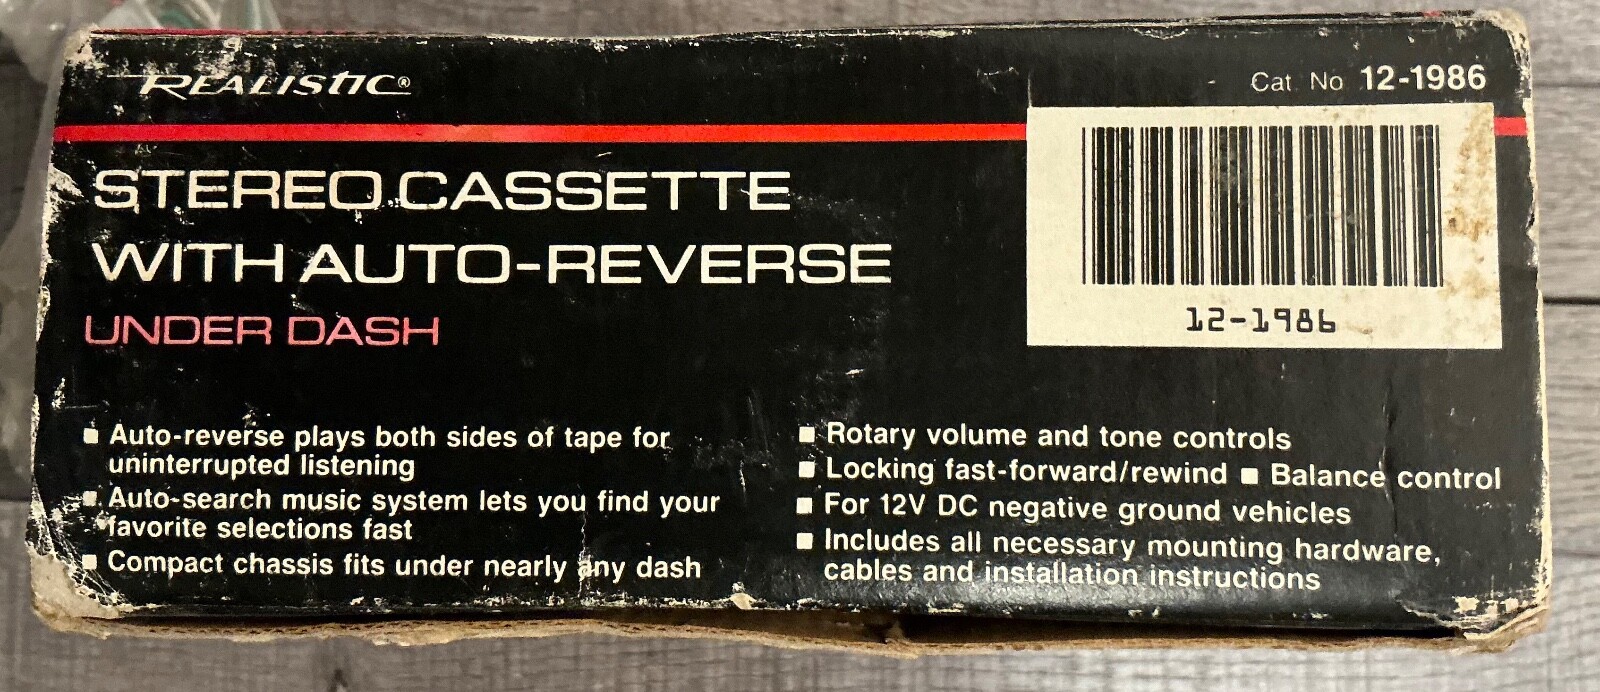 REALISTIC®
Cat. No. 12-1986
STEREO CASSETTE
WITH AUTO-REVERSE
UNDER DASH
12-1986
■ Auto-reverse plays both sides of tape for
uninterrupted listening
■ Auto-search music system lets you find your
favorite selections fast
■ Compact chassis fits under nearly any dash
■ Rotary volume and tone controls
■ Locking fast-forward/rewind ■ Balance control
■ For 12V DC negative ground vehicles
■ Includes all necessary mounting hardware,
cables and installation instructions